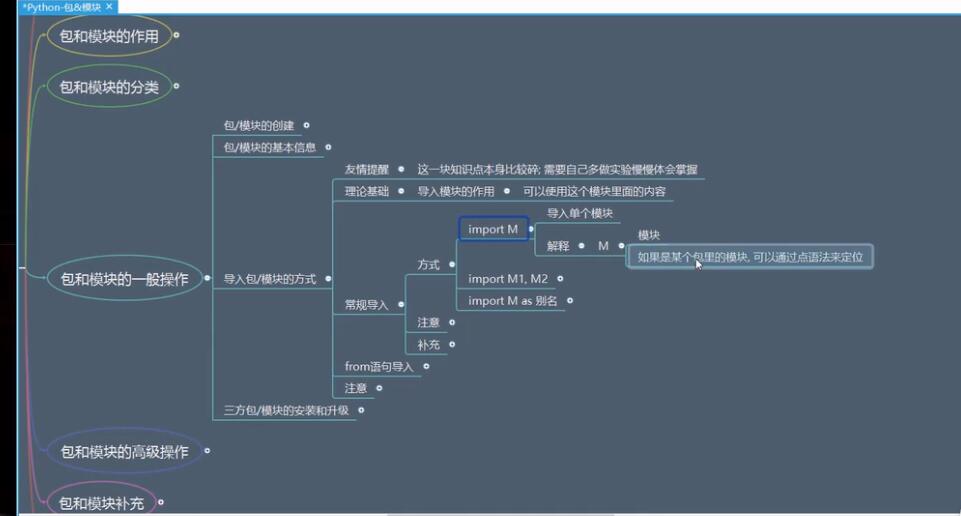 *Python-包&模块
包和模块的作用
包和模块的分类
包/模块的创建
包/模块的基本信息
友情提醒 这一块知识点本身比较碎; 需要自己多做实验慢慢体会掌握
理论基础 导入模块的作用 可以使用这个模块里面的内容
导入单个模块
import M
模块
解释 M
如果是某个包里的模块, 可以通过点语法来定位
方式
包和模块的一般操作
导入包/模块的方式
import M1, M2
import M as 别名
常规导入
注意
补充
from语句导入
注意
三方包/模块的安装和升级
包和模块的高级操作
包和模块补充